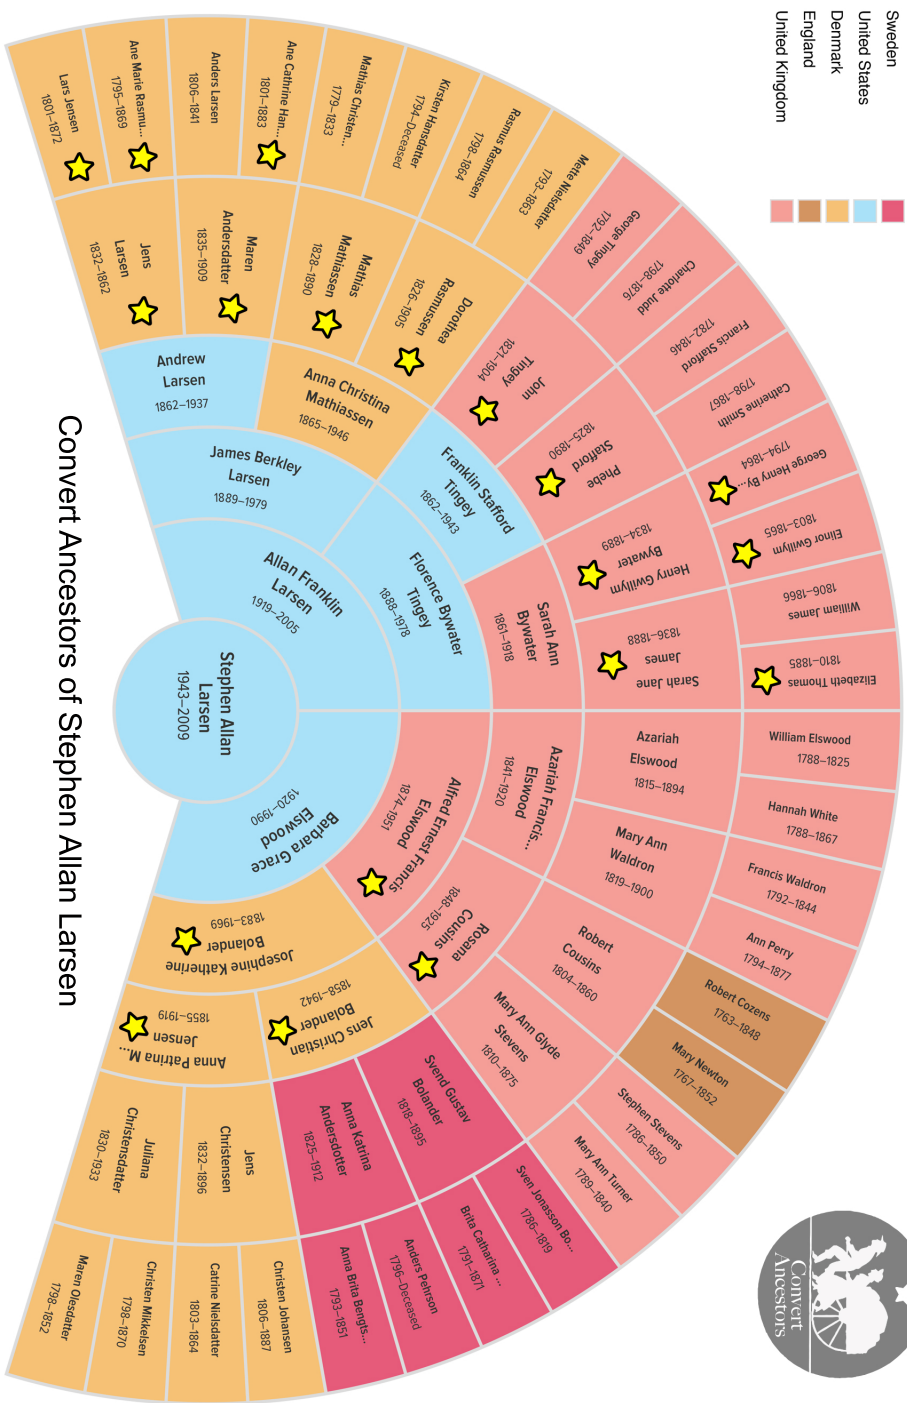 Convert Ancestors of Stephen Allan Larsen
Sweden
United States
Denmark
England
United Kingdom
Stephen Allan
Larsen
1943–2009
Allan Franklin
Larsen
1919–2005
Barbara Grace
Elswood
1920–1990
James Berkley
Larsen
1889–1979
Florence Bywater
Tingey
1888–1978
Alfred Ernest Francis
Elswood
1874–1951
Josephine Katherine
Bolander
1883–1969
Andrew
Larsen
1862–1937
Anna Christina
Mathiassen
1865–1946
Franklin Stafford
Tingey
1862–1943
Sarah Ann
Bywater
1861–1918
Azariah Francis...
Elswood
1841–1920
Rosana
Cousins
1848–1925
Jens Christian
Bolander
1858–1942
Anna Patrina M...
Jensen
1855–1919
Jens
Larsen
1832–1862
Maren
Andersdatter
1835–1909
Mathias
Mathiassen
1828–1890
Dorothea
Rasmussen
1826–1905
John
Tingey
1821–1904
Phebe
Stafford
1825–1890
Henry Gwillym
Bywater
1834–1889
Sarah Jane
James
1836–1888
Azariah
Elswood
1815–1894
Mary Ann
Waldron
1819–1900
Robert
Cousins
1804–1860
Mary Ann Glyde
Stevens
1810–1875
Svend Gustav
Bolander
1818–1895
Anna Katrina
Andersdotter
1825–1912
Jens
Christensen
1832–1896
Juliana
Christensdatter
1830–1933
Lars Jensen
1801–1872
Ane Marie Rasmu...
1795–1869
Anders Larsen
1806–1841
Ane Cathrine Han...
1801–1883
Mathias Christen...
1779–1833
Kirsten Hansdatter
1794–Deceased
Rasmus Rasmussen
1798–1864
Mette Nielsdatter
1793–1863
George Tingey
1792–1849
Charlotte Judd
1798–1876
Francis Stafford
1782–1846
Catherine Smith
1798–1867
George Henry By...
1794–1864
Elinor Gwillym
1803–1865
William James
1806–1866
Elizabeth Thomas
1810–1885
William Elswood
1788–1825
Hannah White
1788–1867
Francis Waldron
1792–1844
Ann Perry
1794–1877
Robert Cozens
1763–1848
Mary Newton
1767–1852
Stephen Stevens
1786–1850
Mary Ann Turner
1789–1840
Sven Jonasson Bo...
1786–1819
Brita Catharina ...
1791–1871
Anders Pehrson
1796–Deceased
Anna Brita Bengts...
1793–1851
Christen Johansen
1806–1887
Catrine Nielsdatter
1803–1864
Christen Mikkelsen
1798–1870
Maren Olesdatter
1798–1852
Convert
Ancestors